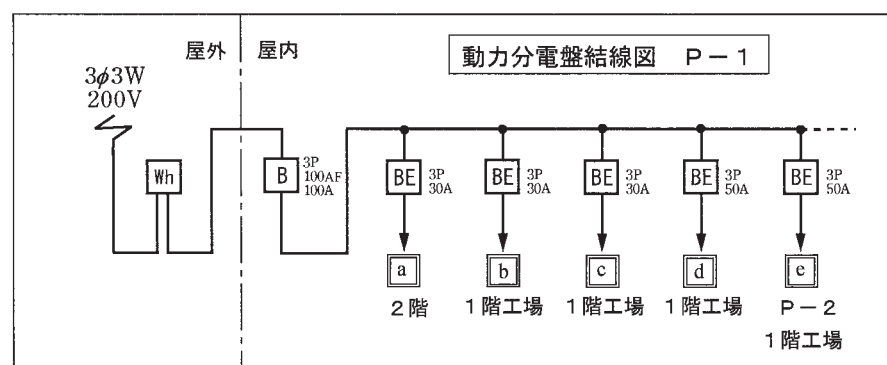 屋外 屋内
動力分電盤結線図 P-1
3φ3W
200V
Wh
B
3P
100AF
100A
BE
3P
30A
BE
3P
30A
BE
3P
30A
BE
3P
50A
BE
3P
50A
a
b
c
d
e
2階
1階工場
1階工場
1階工場
P-2
1階工場